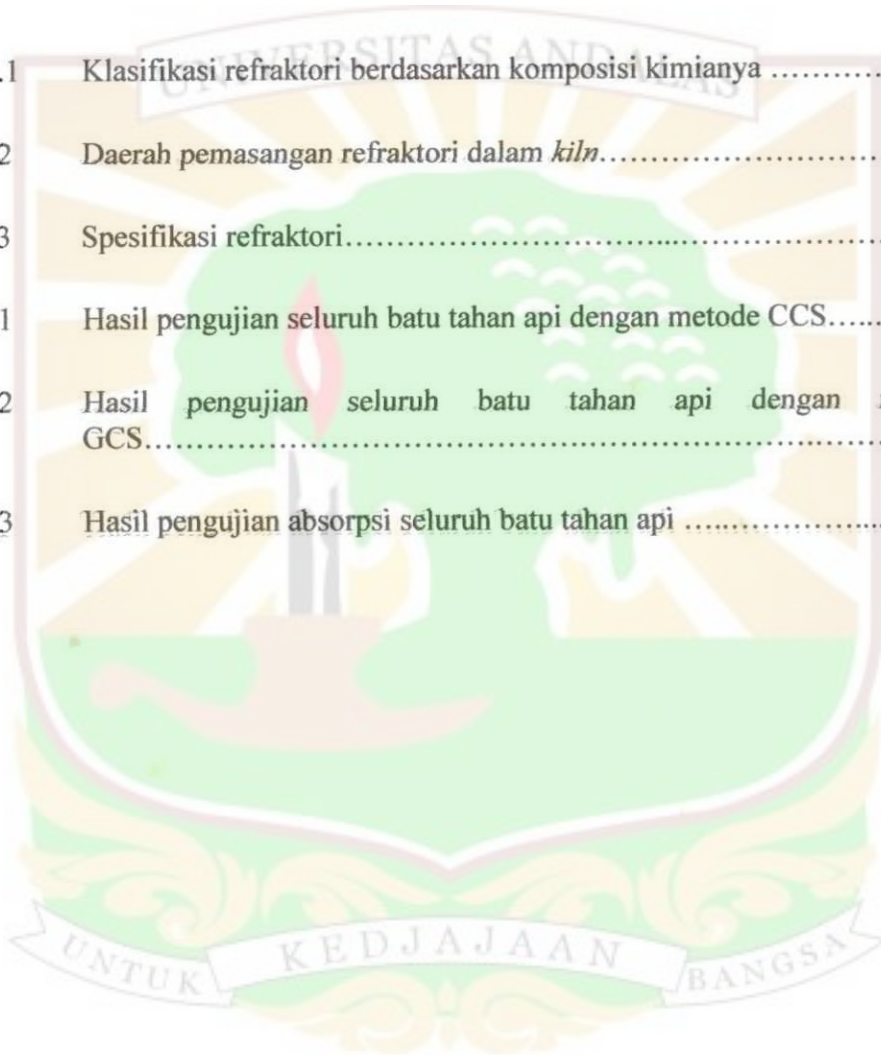 UNIVERSITAS ANDALAS
.1 Klasifikasi refraktori berdasarkan komposisi kimianya ............
2 Daerah pemasangan refraktori dalam kiln..............................
3 Spesifikasi refraktori..........................................................
1 Hasil pengujian seluruh batu tahan api dengan metode CCS......
2 Hasil pengujian seluruh batu tahan api dengan
GCS..................................................................................
3 Hasil pengujian absorpsi seluruh batu tahan api .....................
UNTUK KEDJAJAAN BANGSA